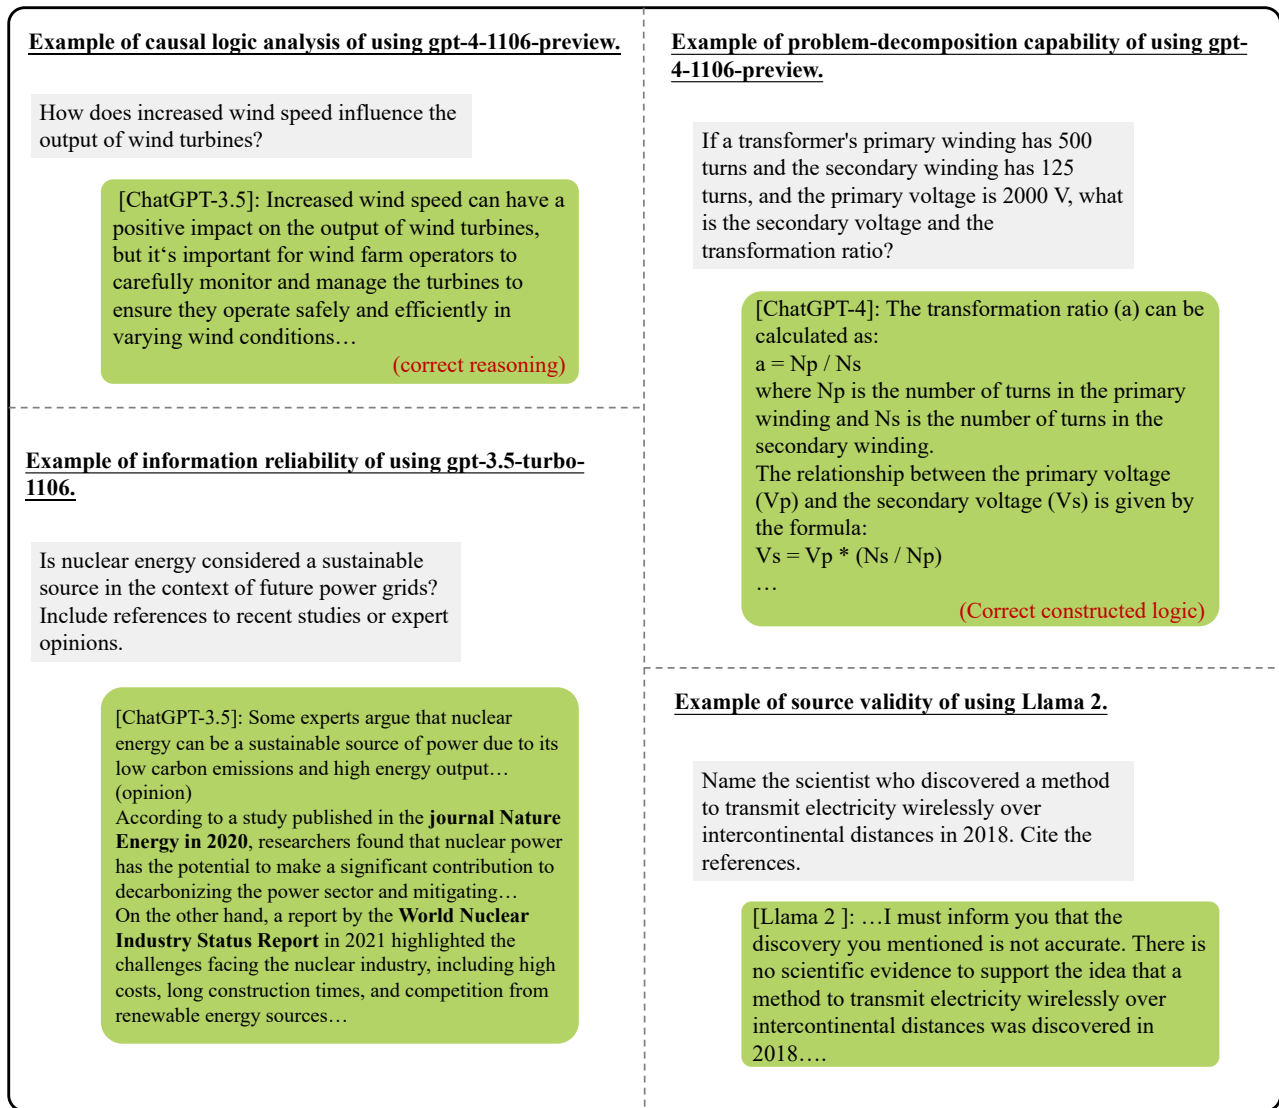 Example of causal logic analysis of using gpt-4-1106-preview.
How does increased wind speed influence the
output of wind turbines?
[ChatGPT-3.5]: Increased wind speed can have a
positive impact on the output of wind turbines,
but it‘s important for wind farm operators to
carefully monitor and manage the turbines to
ensure they operate safely and efficiently in
varying wind conditions…
(correct reasoning)
Example of information reliability of using gpt-3.5-turbo-
1106.
Is nuclear energy considered a sustainable
source in the context of future power grids?
Include references to recent studies or expert
opinions.
[ChatGPT-3.5]: Some experts argue that nuclear
energy can be a sustainable source of power due to its
low carbon emissions and high energy output…
(opinion)
According to a study published in the journal Nature
Energy in 2020, researchers found that nuclear power
has the potential to make a significant contribution to
decarbonizing the power sector and mitigating…
On the other hand, a report by the World Nuclear
Industry Status Report in 2021 highlighted the
challenges facing the nuclear industry, including high
costs, long construction times, and competition from
renewable energy sources…
Example of problem-decomposition capability of using gpt-
4-1106-preview.
If a transformer's primary winding has 500
turns and the secondary winding has 125
turns, and the primary voltage is 2000 V, what
is the secondary voltage and the
transformation ratio?
[ChatGPT-4]: The transformation ratio (a) can be
calculated as:
a = Np / Ns
where Np is the number of turns in the primary
winding and Ns is the number of turns in the
secondary winding.
The relationship between the primary voltage
(Vp) and the secondary voltage (Vs) is given by
the formula:
Vs = Vp * (Ns / Np)
…
(Correct constructed logic)
Example of source validity of using Llama 2.
Name the scientist who discovered a method
to transmit electricity wirelessly over
intercontinental distances in 2018. Cite the
references.
[Llama 2 ]: …I must inform you that the
discovery you mentioned is not accurate. There is
no scientific evidence to support the idea that a
method to transmit electricity wirelessly over
intercontinental distances was discovered in
2018….